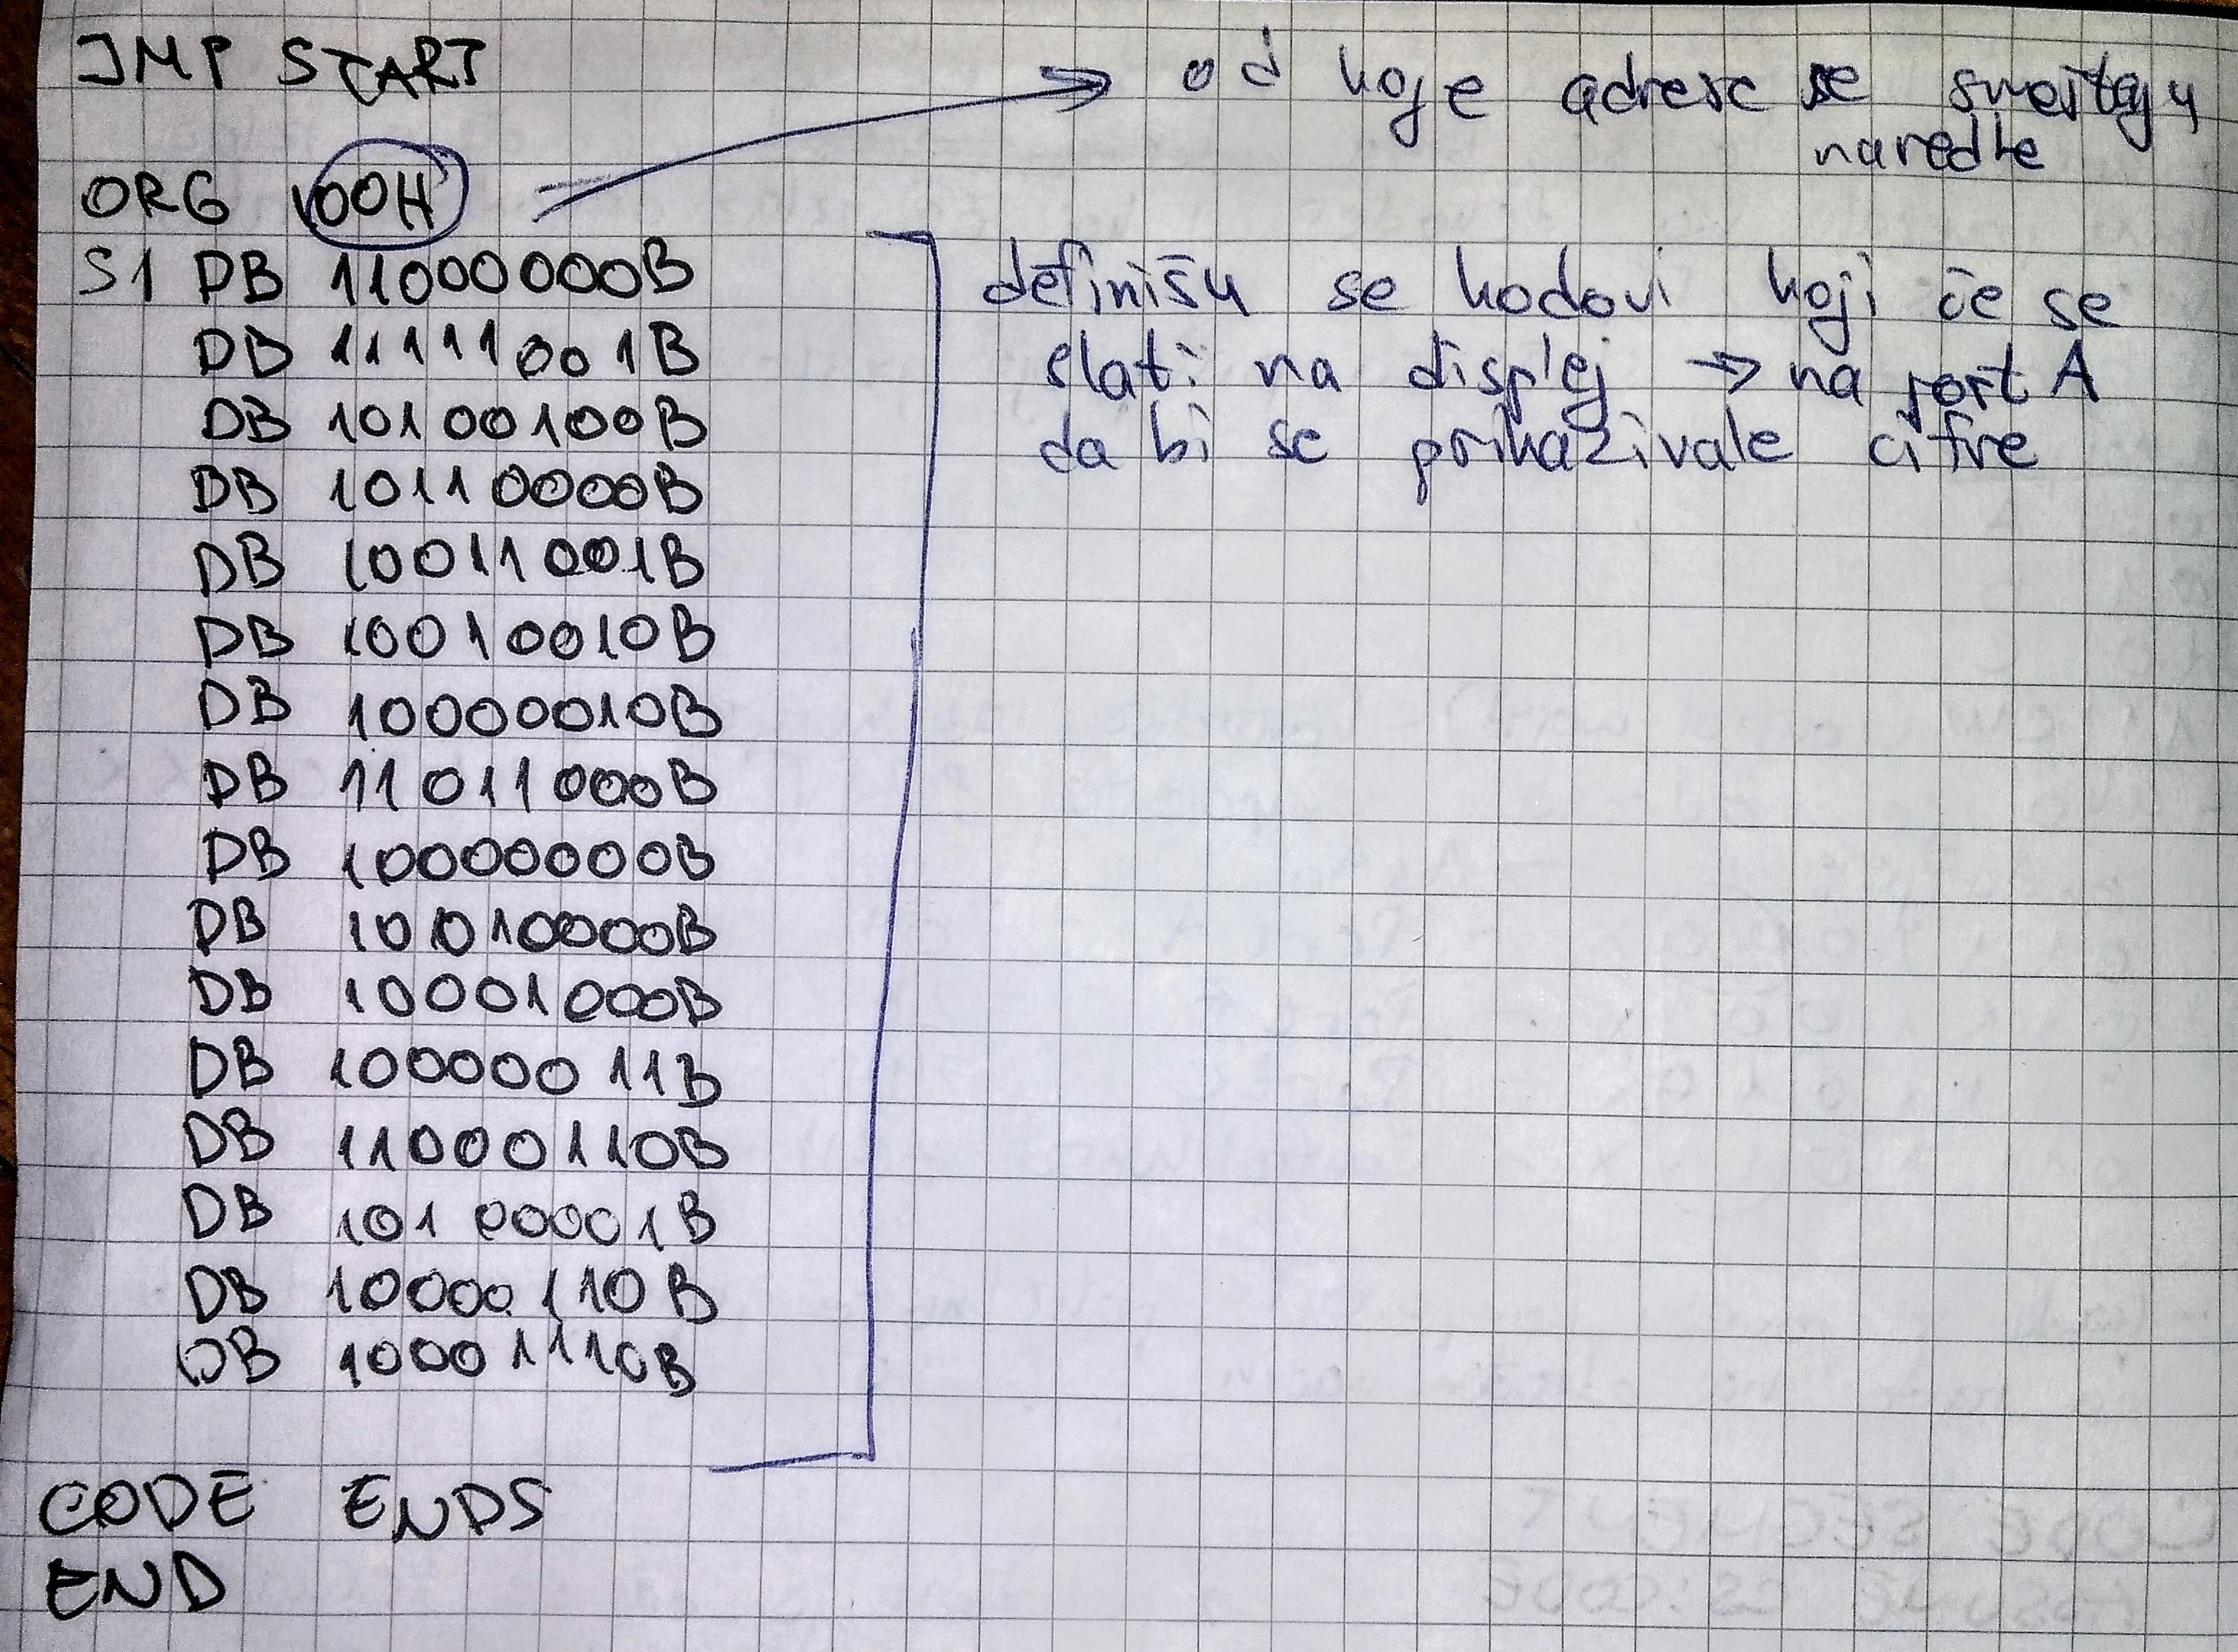 JMP START
od koje adrese se smeštaju
naredbe
ORG 100H
S1 DB 11000000B
DB 11111001B
DB 10100100B
DB 10110000B
DB 10011001B
DB 10010010B
DB 10000010B
DB 11011000B
DB 10000000B
DB 10010000B
DB 10001000B
DB 10000011B
DB 11000110B
DB 10100001B
DB 10000110B
DB 10001110B
definišu se kodovi koji će se
slati na displej → na port A
da bi se prikazivale cifre
CODE ENDS
END